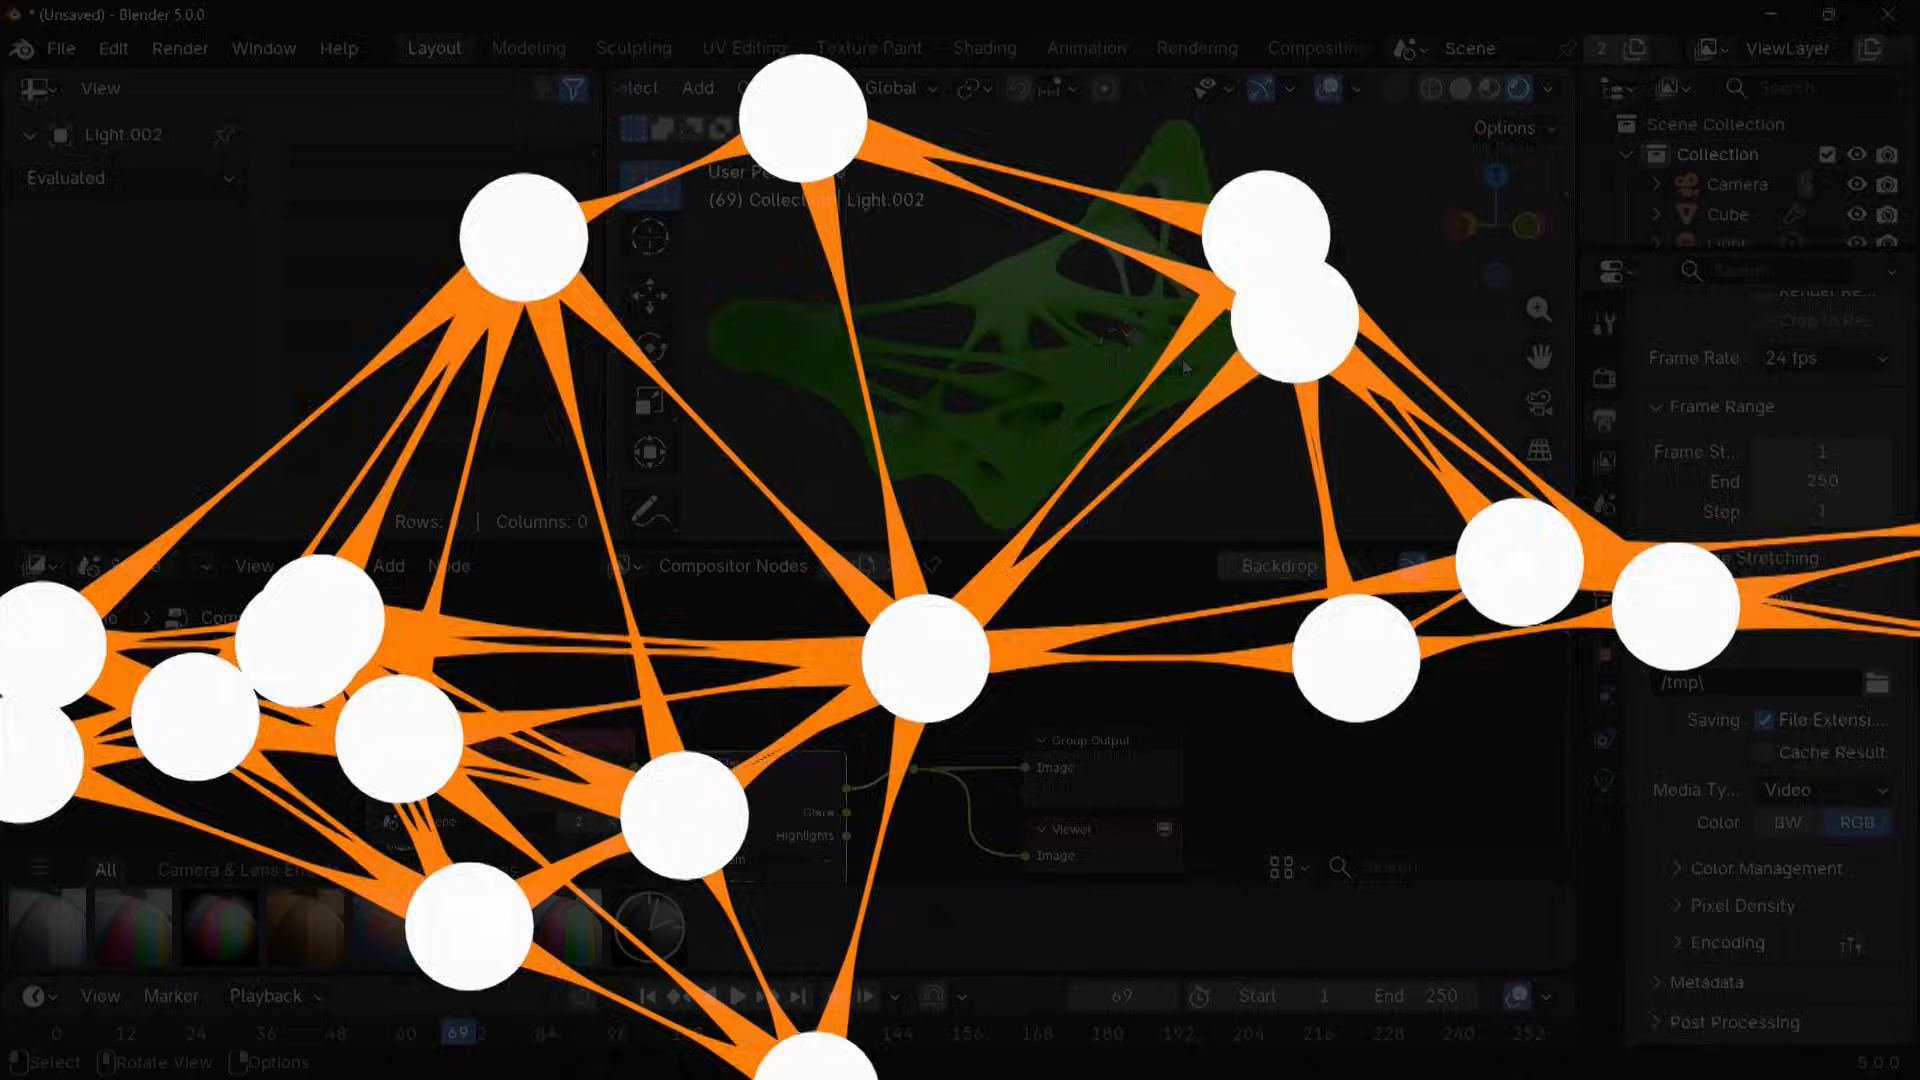 * (Unsaved) - Blender 5.0.0
File Edit Render Window Help Layout Modeling Sculpting UV Editing Texture Paint Shading Animation Rendering Scene 2 ViewLayer
View
Add Global
Search
Options
Light.002
Evaluated
(69) Light.002
Scene Collection
Collection
Camera
Cube
Frame Rate 24 fps
Frame Range
Frame St... 1
End 250
Step 1
Rows: Columns: 0
View Add Node Compositor Nodes Backdrop
Stretching
/tmp\
Saving File Extensi...
Cache Result
Group Output
Image
Media Ty... Video
Color BW RGB
Glare
Highlights
2
Viewer
Image
All Camera & Lens
Search
Color Management
Pixel Density
Encoding
Metadata
Post Processing
View Marker Playback 69 Start 1 End 250
0 12 24 36 48 60 69 84 144 156 168 180 192 204 216 228 240 252
Select Rotate View Options 5.0.0